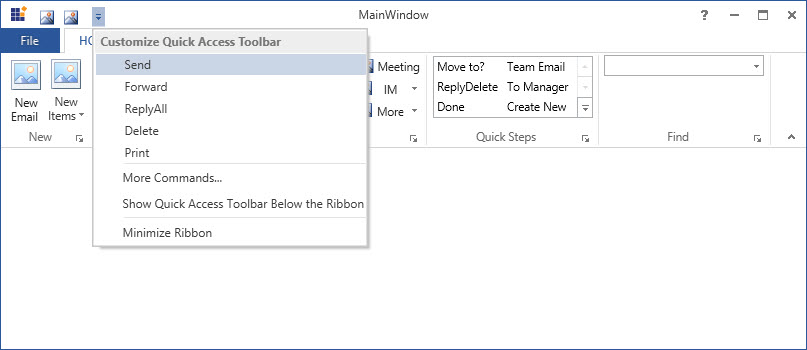 MainWindow
?
File
HO
Customize Quick Access Toolbar
Send
Forward
ReplyAll
Delete
Print
More Commands...
Show Quick Access Toolbar Below the Ribbon
Minimize Ribbon
New Email
New Items
New
Meeting
IM
More
Move to? Team Email
ReplyDelete To Manager
Done Create New
Quick Steps
Find